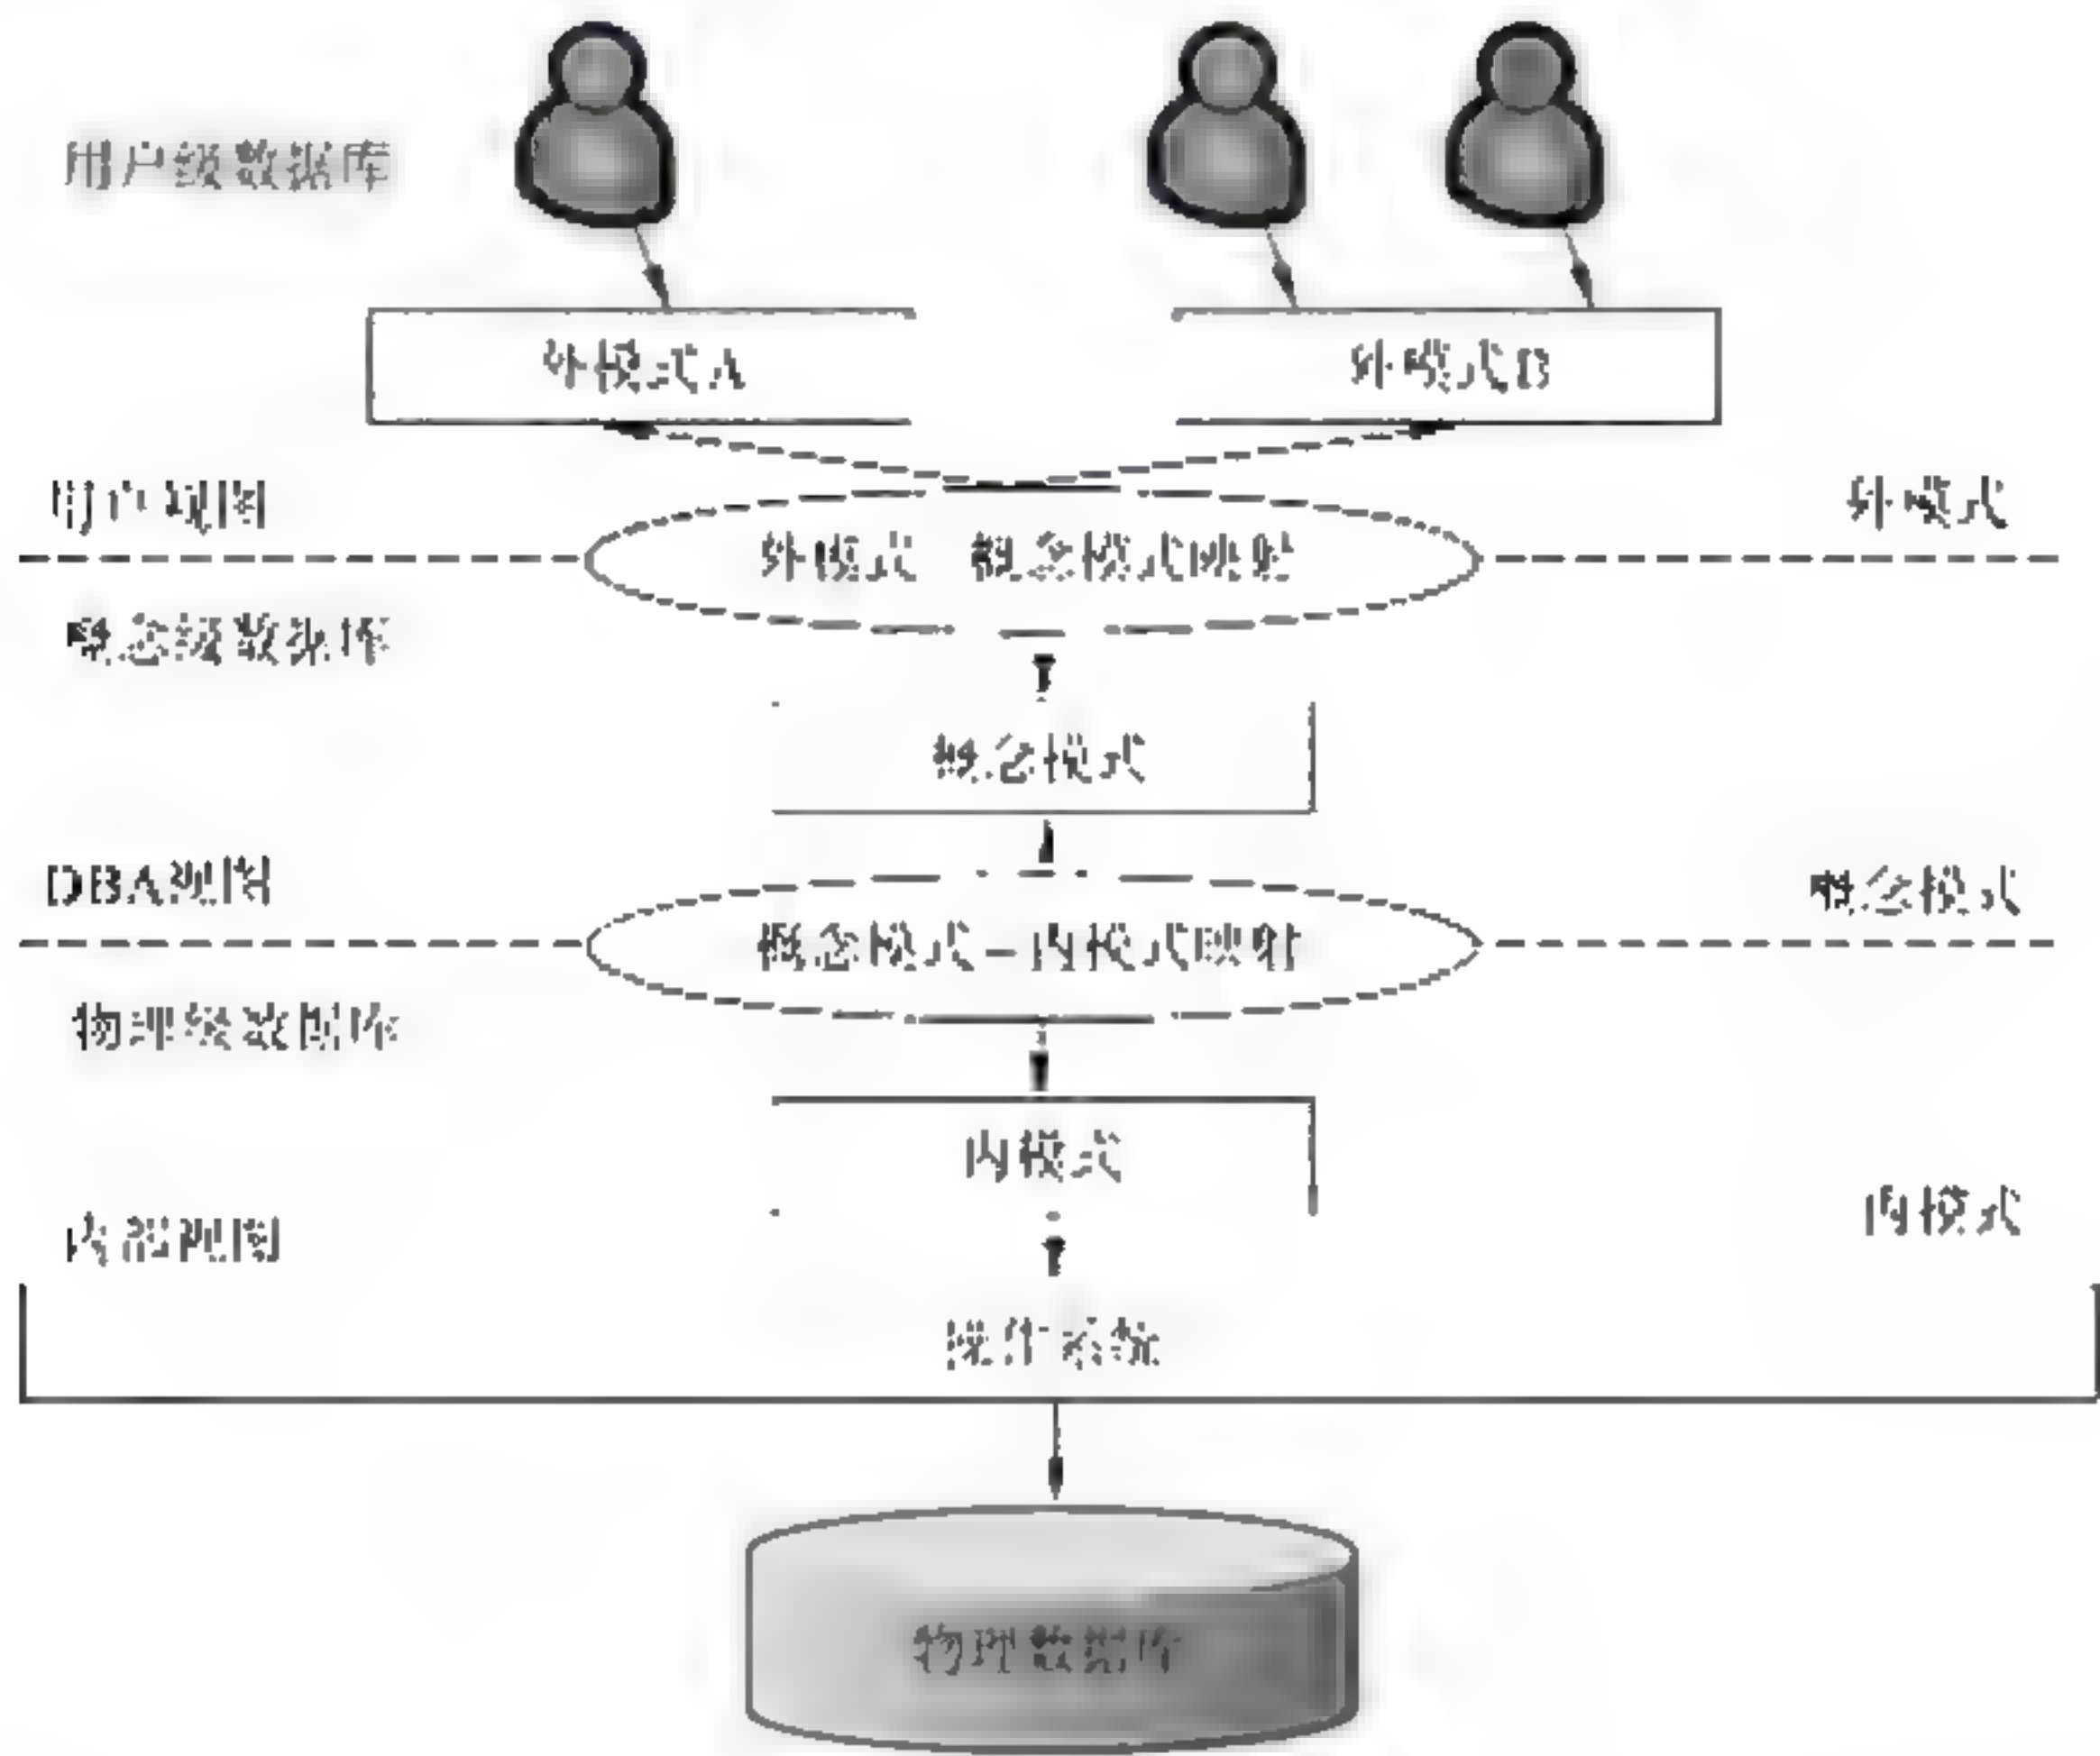 用户级数据库
外模式A
外模式B
用户视图
外模式
外模式 概念模式映射
概念级数据库
概念模式
DBA视图
概念模式
概念模式-内模式映射
物理级数据库
内模式
内部视图
内模式
操作系统
物理数据库